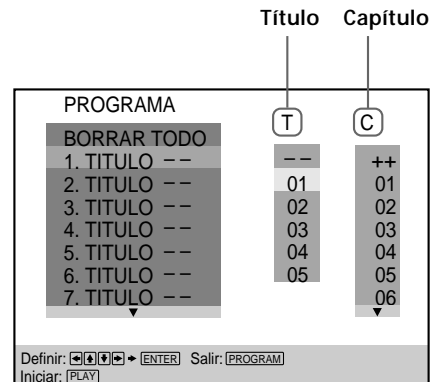 Título Capítulo
PROGRAMA
T C
BORRAR TODO
1. TITULO – – – – ++
2. TITULO – – 01 01
3. TITULO – – 02 02
4. TITULO – – 03 03
5. TITULO – – 04 04
6. TITULO – – 05 05
7. TITULO – – 06
Definir: ENTER Salir: PROGRAM
Iniciar: PLAY